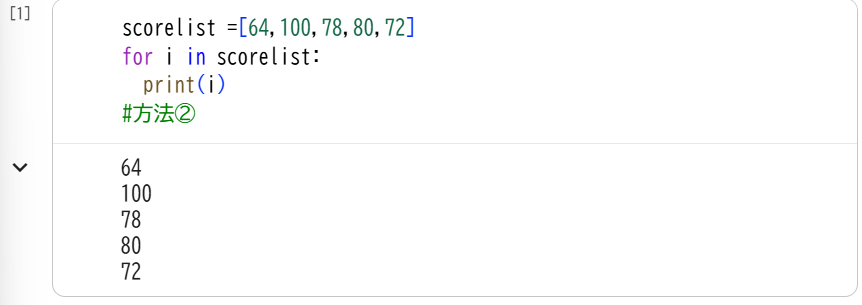 [1]
scorelist =[64,100,78,80,72]
for i in scorelist:
  print(i)
#方法②
64
100
78
80
72